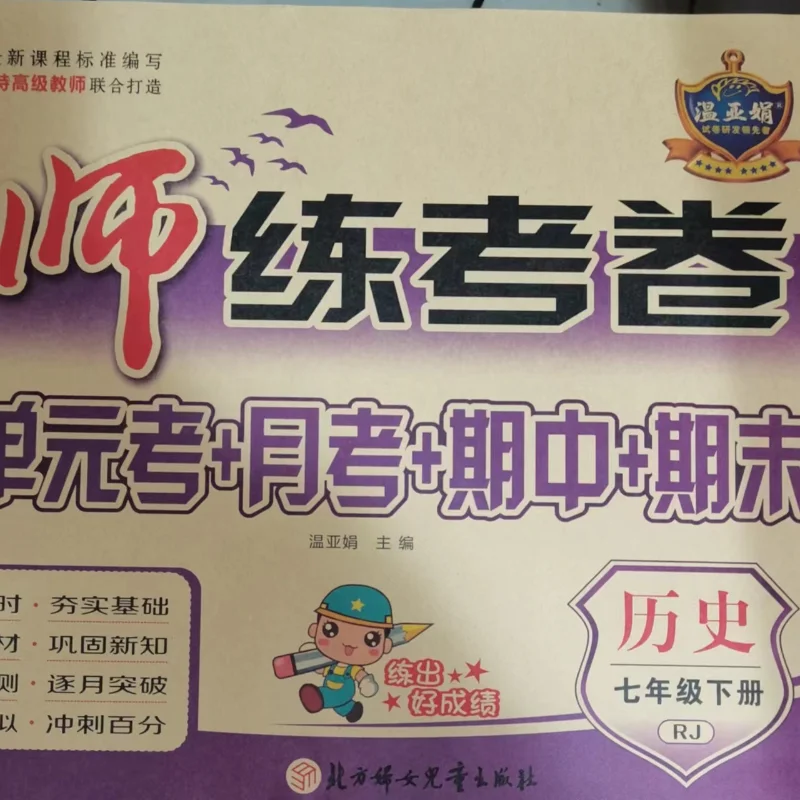 新课程标准编写
特高级教师联合打造
温亚娟®
试卷研发领先者
师
练考卷
单元考+月考+期中+期末
温亚娟 主编
时·夯实基础
材·巩固新知
测·逐月突破
以·冲刺百分
练出
好成绩
历史
七年级下册
RJ
北方妇女儿童出版社